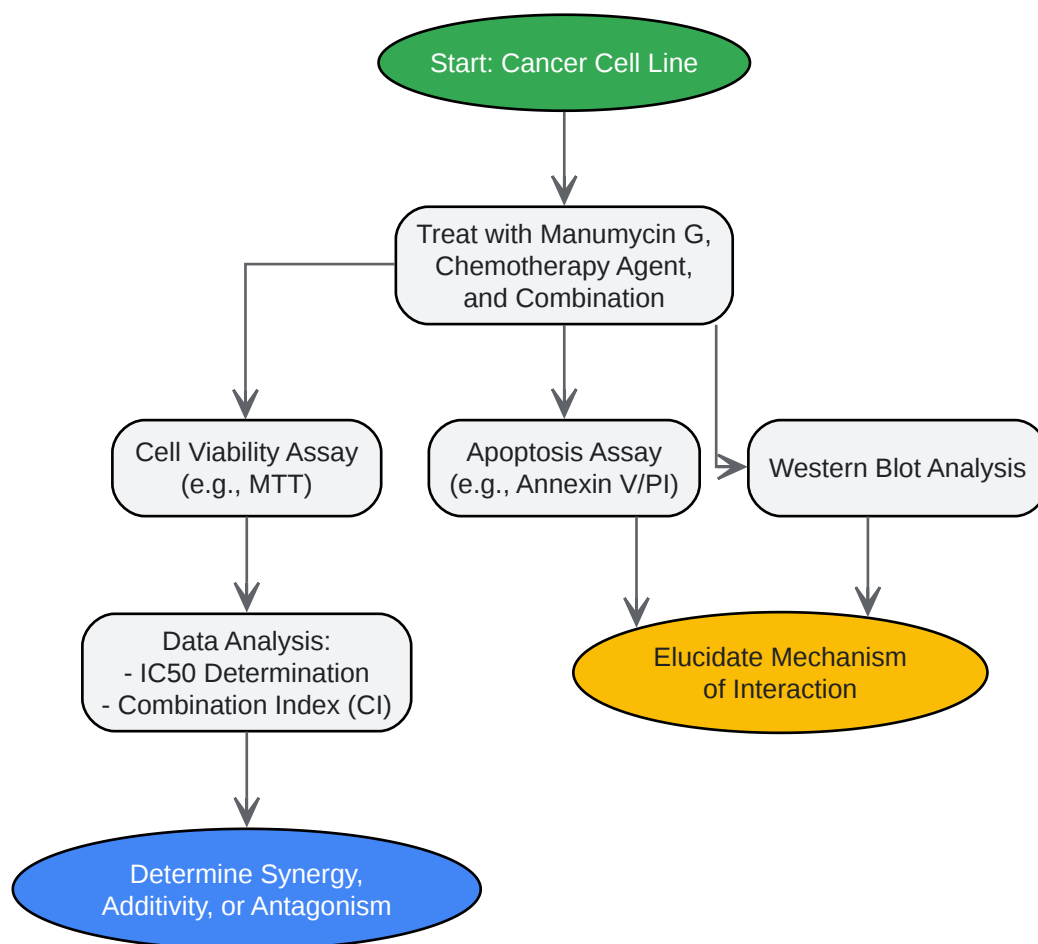 Start: Cancer Cell Line
Treat with Manumycin G,
Chemotherapy Agent,
and Combination
Cell Viability Assay
(e.g., MTT)
Apoptosis Assay
(e.g., Annexin V/PI)
Western Blot Analysis
Data Analysis:
- IC50 Determination
- Combination Index (CI)
Elucidate Mechanism
of Interaction
Determine Synergy,
Additivity, or Antagonism